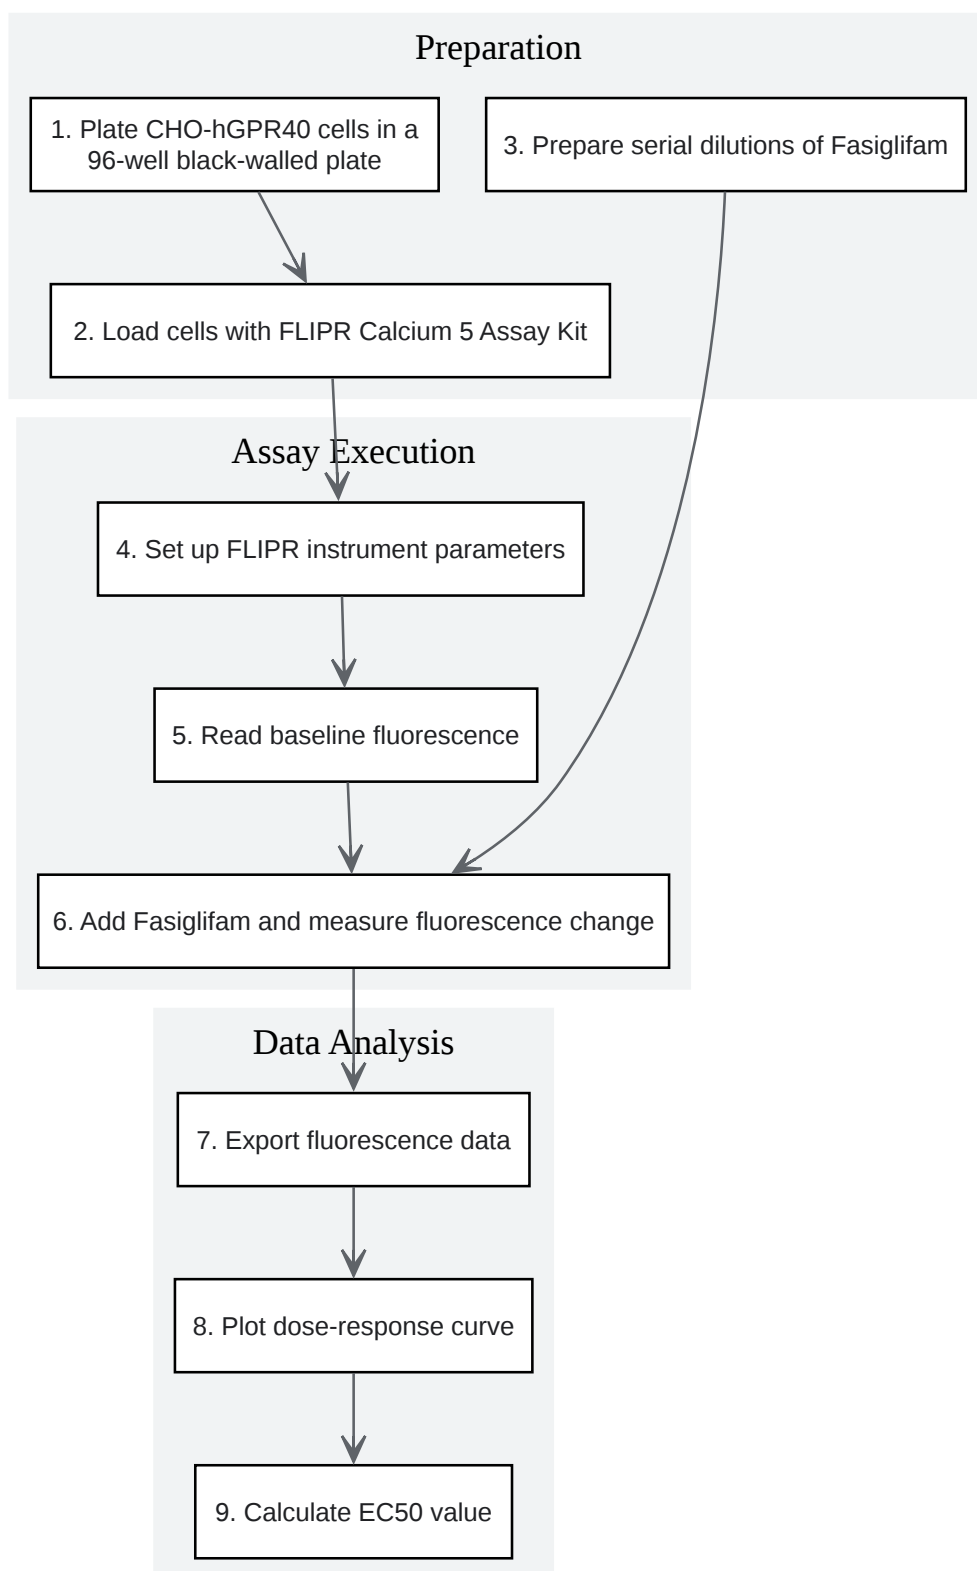 Preparation
1. Plate CHO-hGPR40 cells in a
96-well black-walled plate
3. Prepare serial dilutions of Fasiglifam
2. Load cells with FLIPR Calcium 5 Assay Kit
Assay Execution
4. Set up FLIPR instrument parameters
5. Read baseline fluorescence
6. Add Fasiglifam and measure fluorescence change
Data Analysis
7. Export fluorescence data
8. Plot dose-response curve
9. Calculate EC50 value